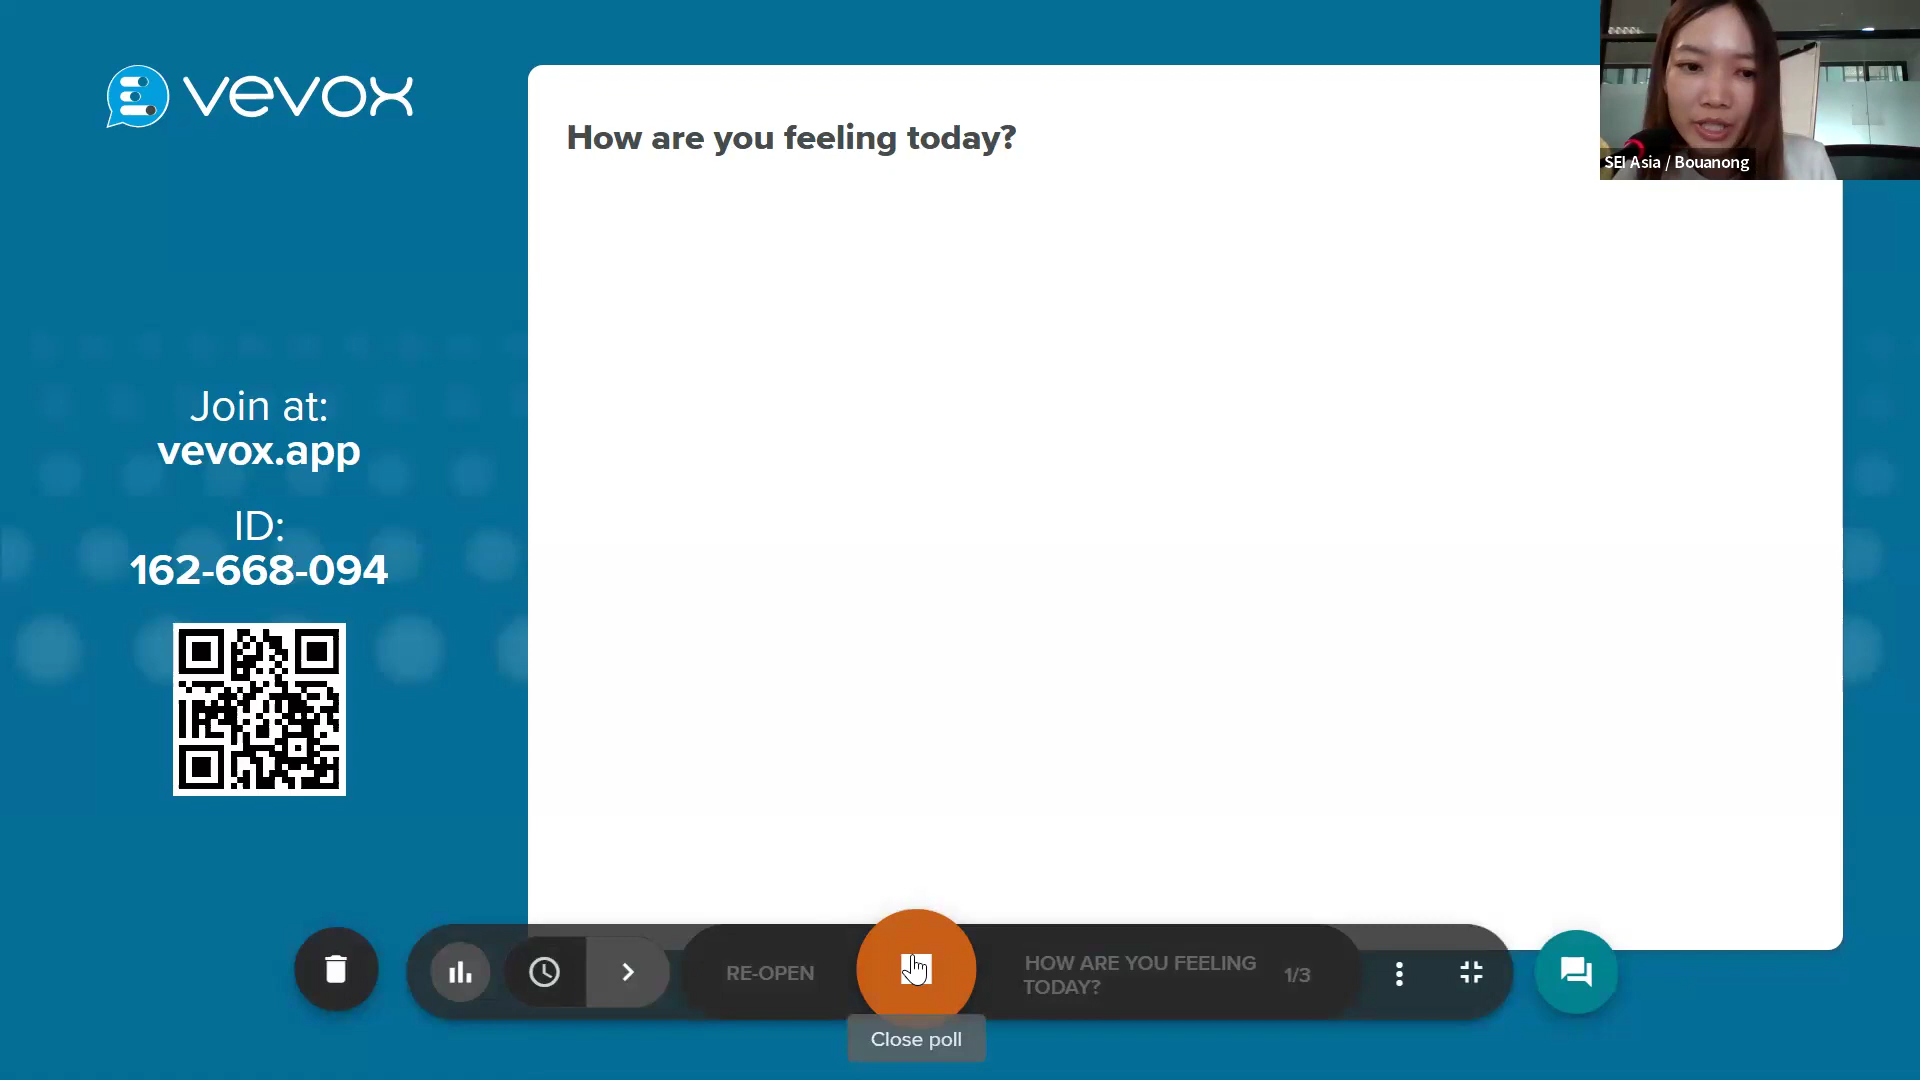 vevox
How are you feeling today?
SEI Asia / Bouanong
Join at:
vevox.app
ID:
162-668-094
RE-OPEN
HOW ARE YOU FEELING
TODAY?
1/3
Close poll